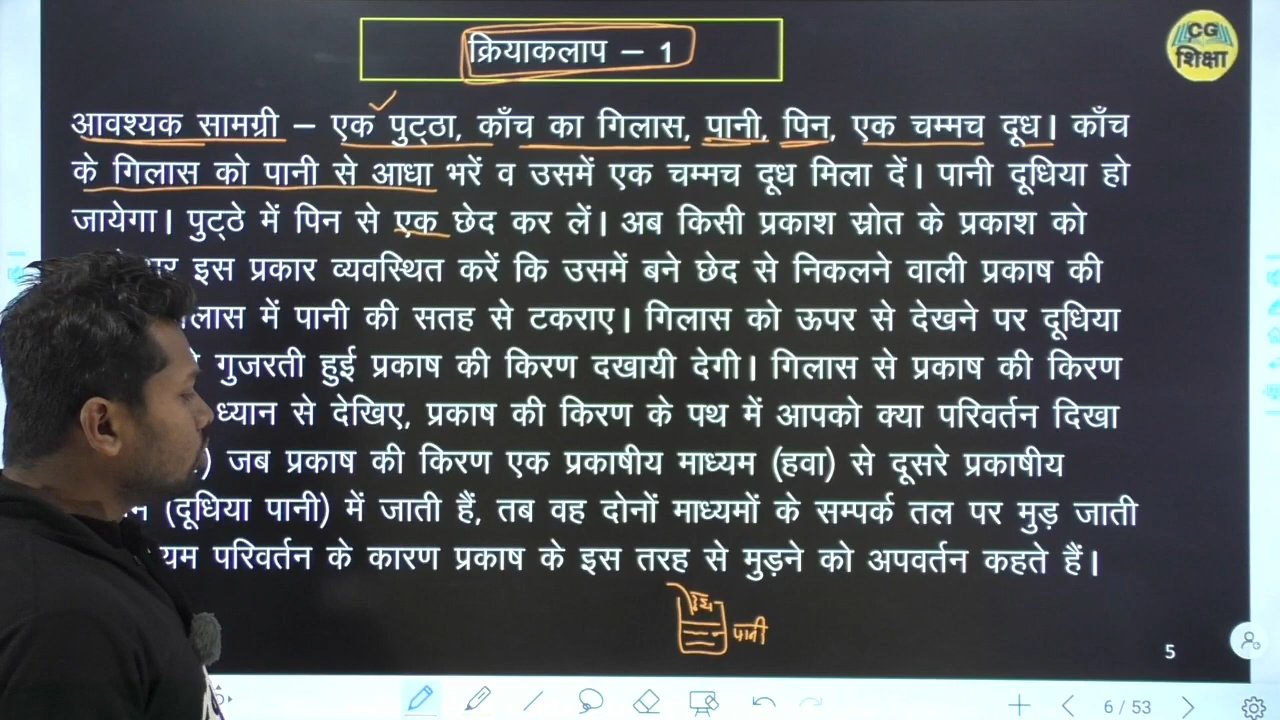 क्रियाकलाप – 1
CG
शिक्षा
आवश्यक सामग्री – एक पुट्ठा, काँच का गिलास, पानी, पिन, एक चम्मच दूध। काँच
के गिलास को पानी से आधा भरें व उसमें एक चम्मच दूध मिला दें। पानी दूधिया हो
जायेगा। पुट्ठे में पिन से एक छेद कर लें। अब किसी प्रकाश स्रोत के प्रकाश को
इस प्रकार व्यवस्थित करें कि उसमें बने छेद से निकलने वाली प्रकाष की
में पानी की सतह से टकराए। गिलास को ऊपर से देखने पर दूधिया
गुजरती हुई प्रकाष की किरण दखायी देगी। गिलास से प्रकाष की किरण
ध्यान से देखिए, प्रकाष की किरण के पथ में आपको क्या परिवर्तन दिखा
) जब प्रकाष की किरण एक प्रकाषीय माध्यम (हवा) से दूसरे प्रकाषीय
(दूधिया पानी) में जाती हैं, तब वह दोनों माध्यमों के सम्पर्क तल पर मुड़ जाती
परिवर्तन के कारण प्रकाष के इस तरह से मुड़ने को अपवर्तन कहते हैं।
पानी
5
6 / 53